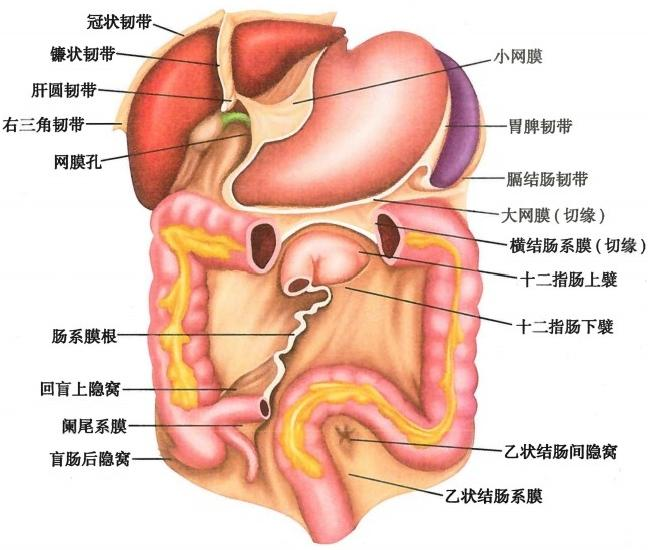 冠状韧带
镰状韧带
肝圆韧带
右三角韧带
网膜孔
小网膜
胃脾韧带
膈结肠韧带
大网膜(切缘)
横结肠系膜(切缘)
十二指肠上襞
十二指肠下襞
肠系膜根
回盲上隐窝
阑尾系膜
盲肠后隐窝
乙状结肠间隐窝
乙状结肠系膜